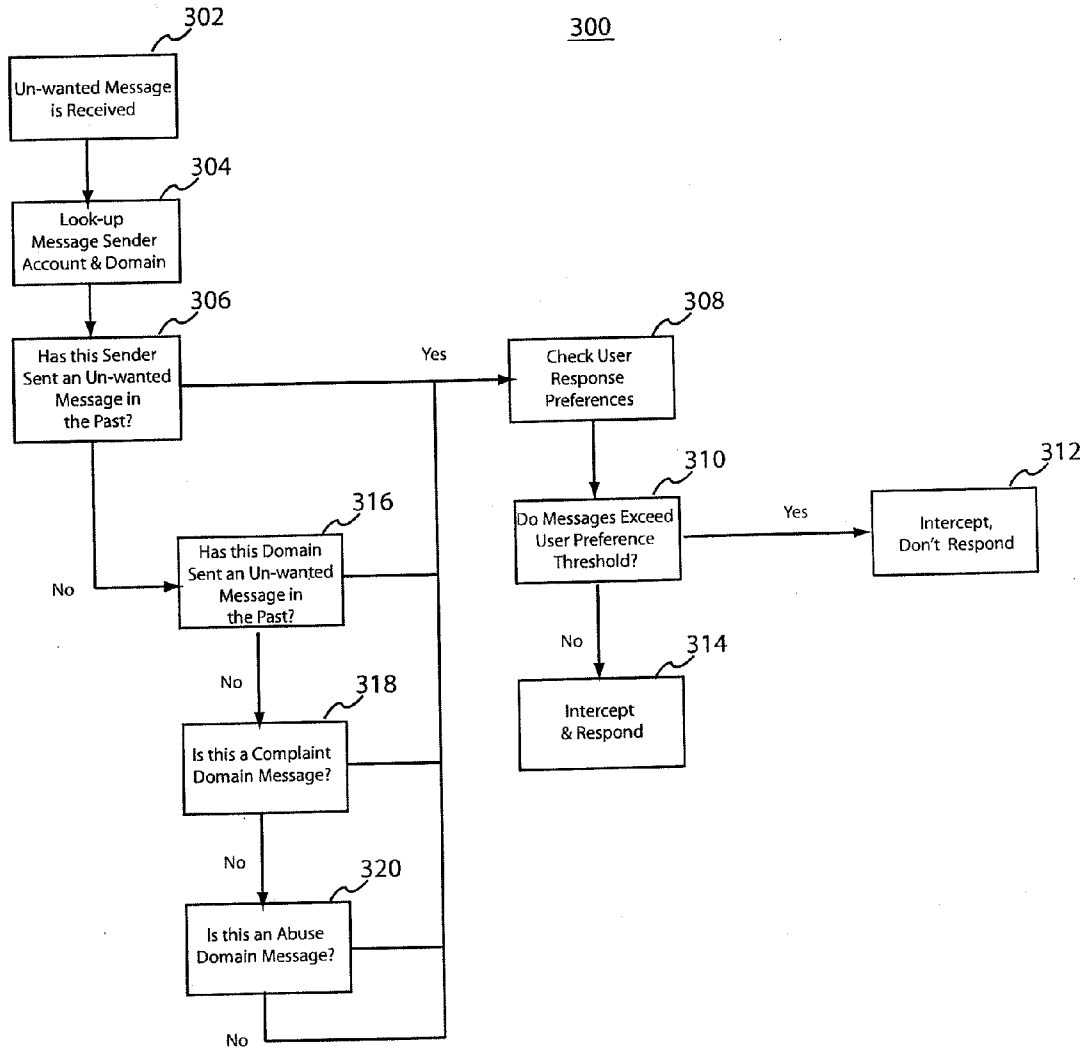 300
302
Un-wanted Message
is Received
304
Look-up
Message Sender
Account & Domain
306
Has this Sender
Sent an Un-wanted
Message in
the Past?
Yes
308
Check User
Response
Preferences
310
Do Messages Exceed
User Preference
Threshold?
Yes
312
Intercept,
Don't Respond
No
314
Intercept
& Respond
No
316
Has this Domain
Sent an Un-wanted
Message in
the Past?
No
318
Is this a Complaint
Domain Message?
No
320
Is this an Abuse
Domain Message?
No